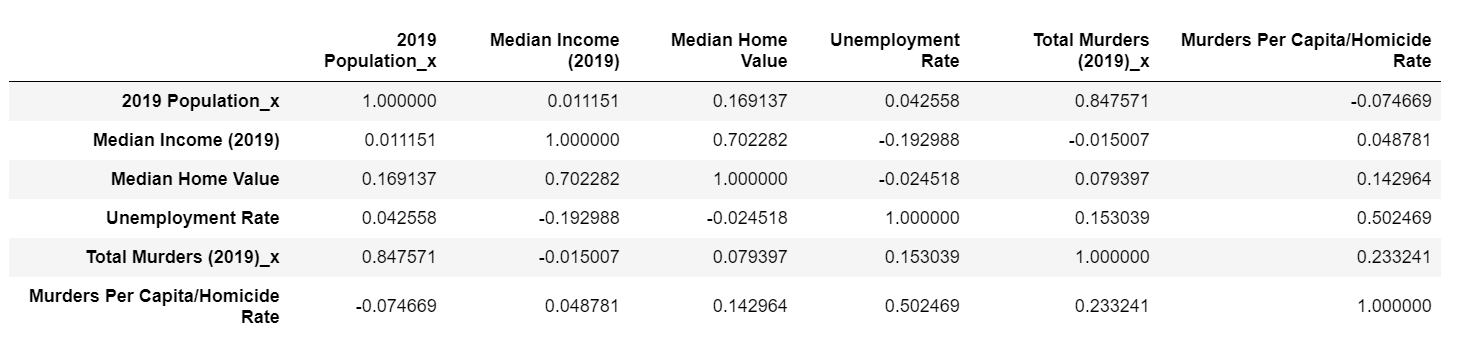 2019 Population_x Median Income (2019) Median Home Value Unemployment Rate Total Murders (2019)_x Murders Per Capita/Homicide Rate
2019 Population_x 1.000000 0.011151 0.169137 0.042558 0.847571 -0.074669
Median Income (2019) 0.011151 1.000000 0.702282 -0.192988 -0.015007 0.048781
Median Home Value 0.169137 0.702282 1.000000 -0.024518 0.079397 0.142964
Unemployment Rate 0.042558 -0.192988 -0.024518 1.000000 0.153039 0.502469
Total Murders (2019)_x 0.847571 -0.015007 0.079397 0.153039 1.000000 0.233241
Murders Per Capita/Homicide Rate -0.074669 0.048781 0.142964 0.502469 0.233241 1.000000